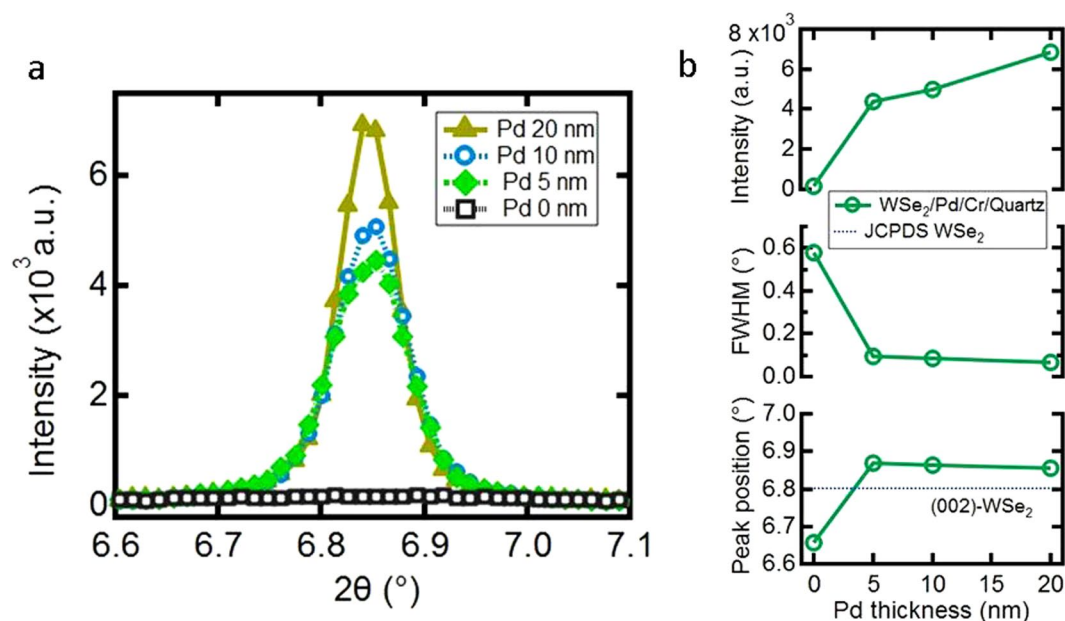 a
Intensity (x10³ a.u.)
6
4
2
0
6.6 6.7 6.8 6.9 7.0 7.1
2θ (°)
Pd 20 nm
Pd 10 nm
Pd 5 nm
Pd 0 nm
b
8 x10³
6
4
2
0
Intensity (a.u.)
WSe₂/Pd/Cr/Quartz
JCPDS WSe₂
0.6
0.4
0.2
0.0
FWHM (°)
7.0
6.9
6.8
6.7
6.6
Peak position (°)
(002)-WSe₂
0 5 10 15 20
Pd thickness (nm)